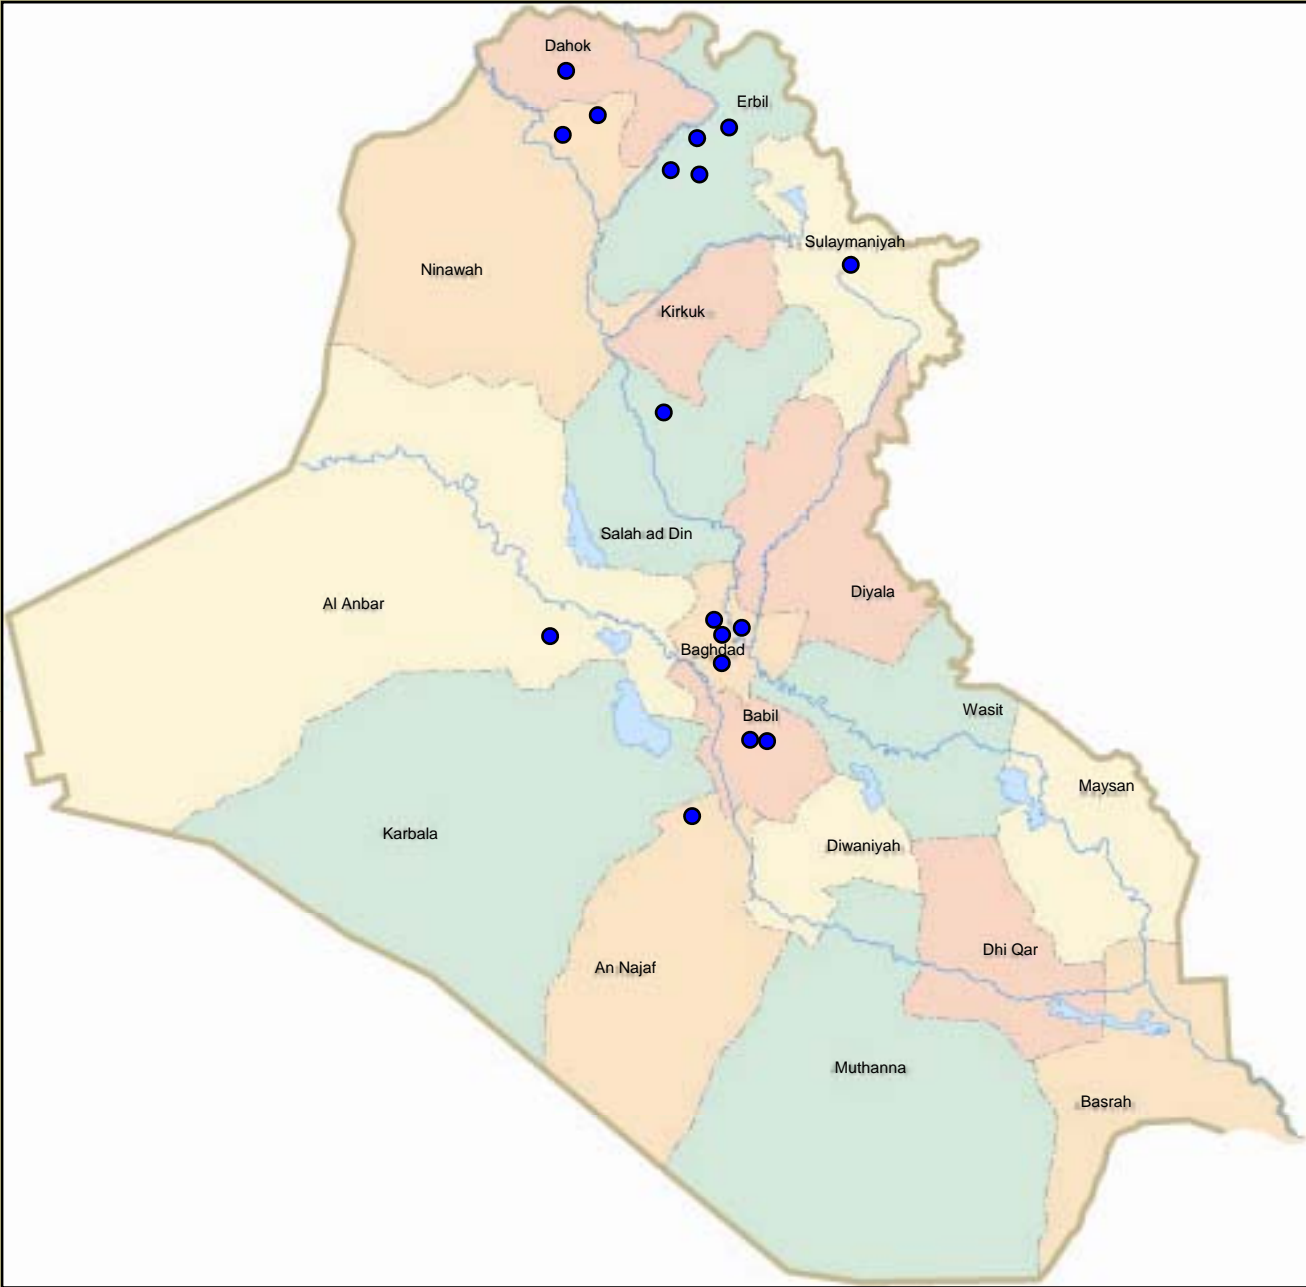 Dahok
Erbil
Sulaymaniyah
Ninawah
Kirkuk
Salah ad Din
Diyala
Al Anbar
Baghdad
Wasit
Babil
Maysan
Karbala
Diwaniyah
Dhi Qar
An Najaf
Muthanna
Basrah